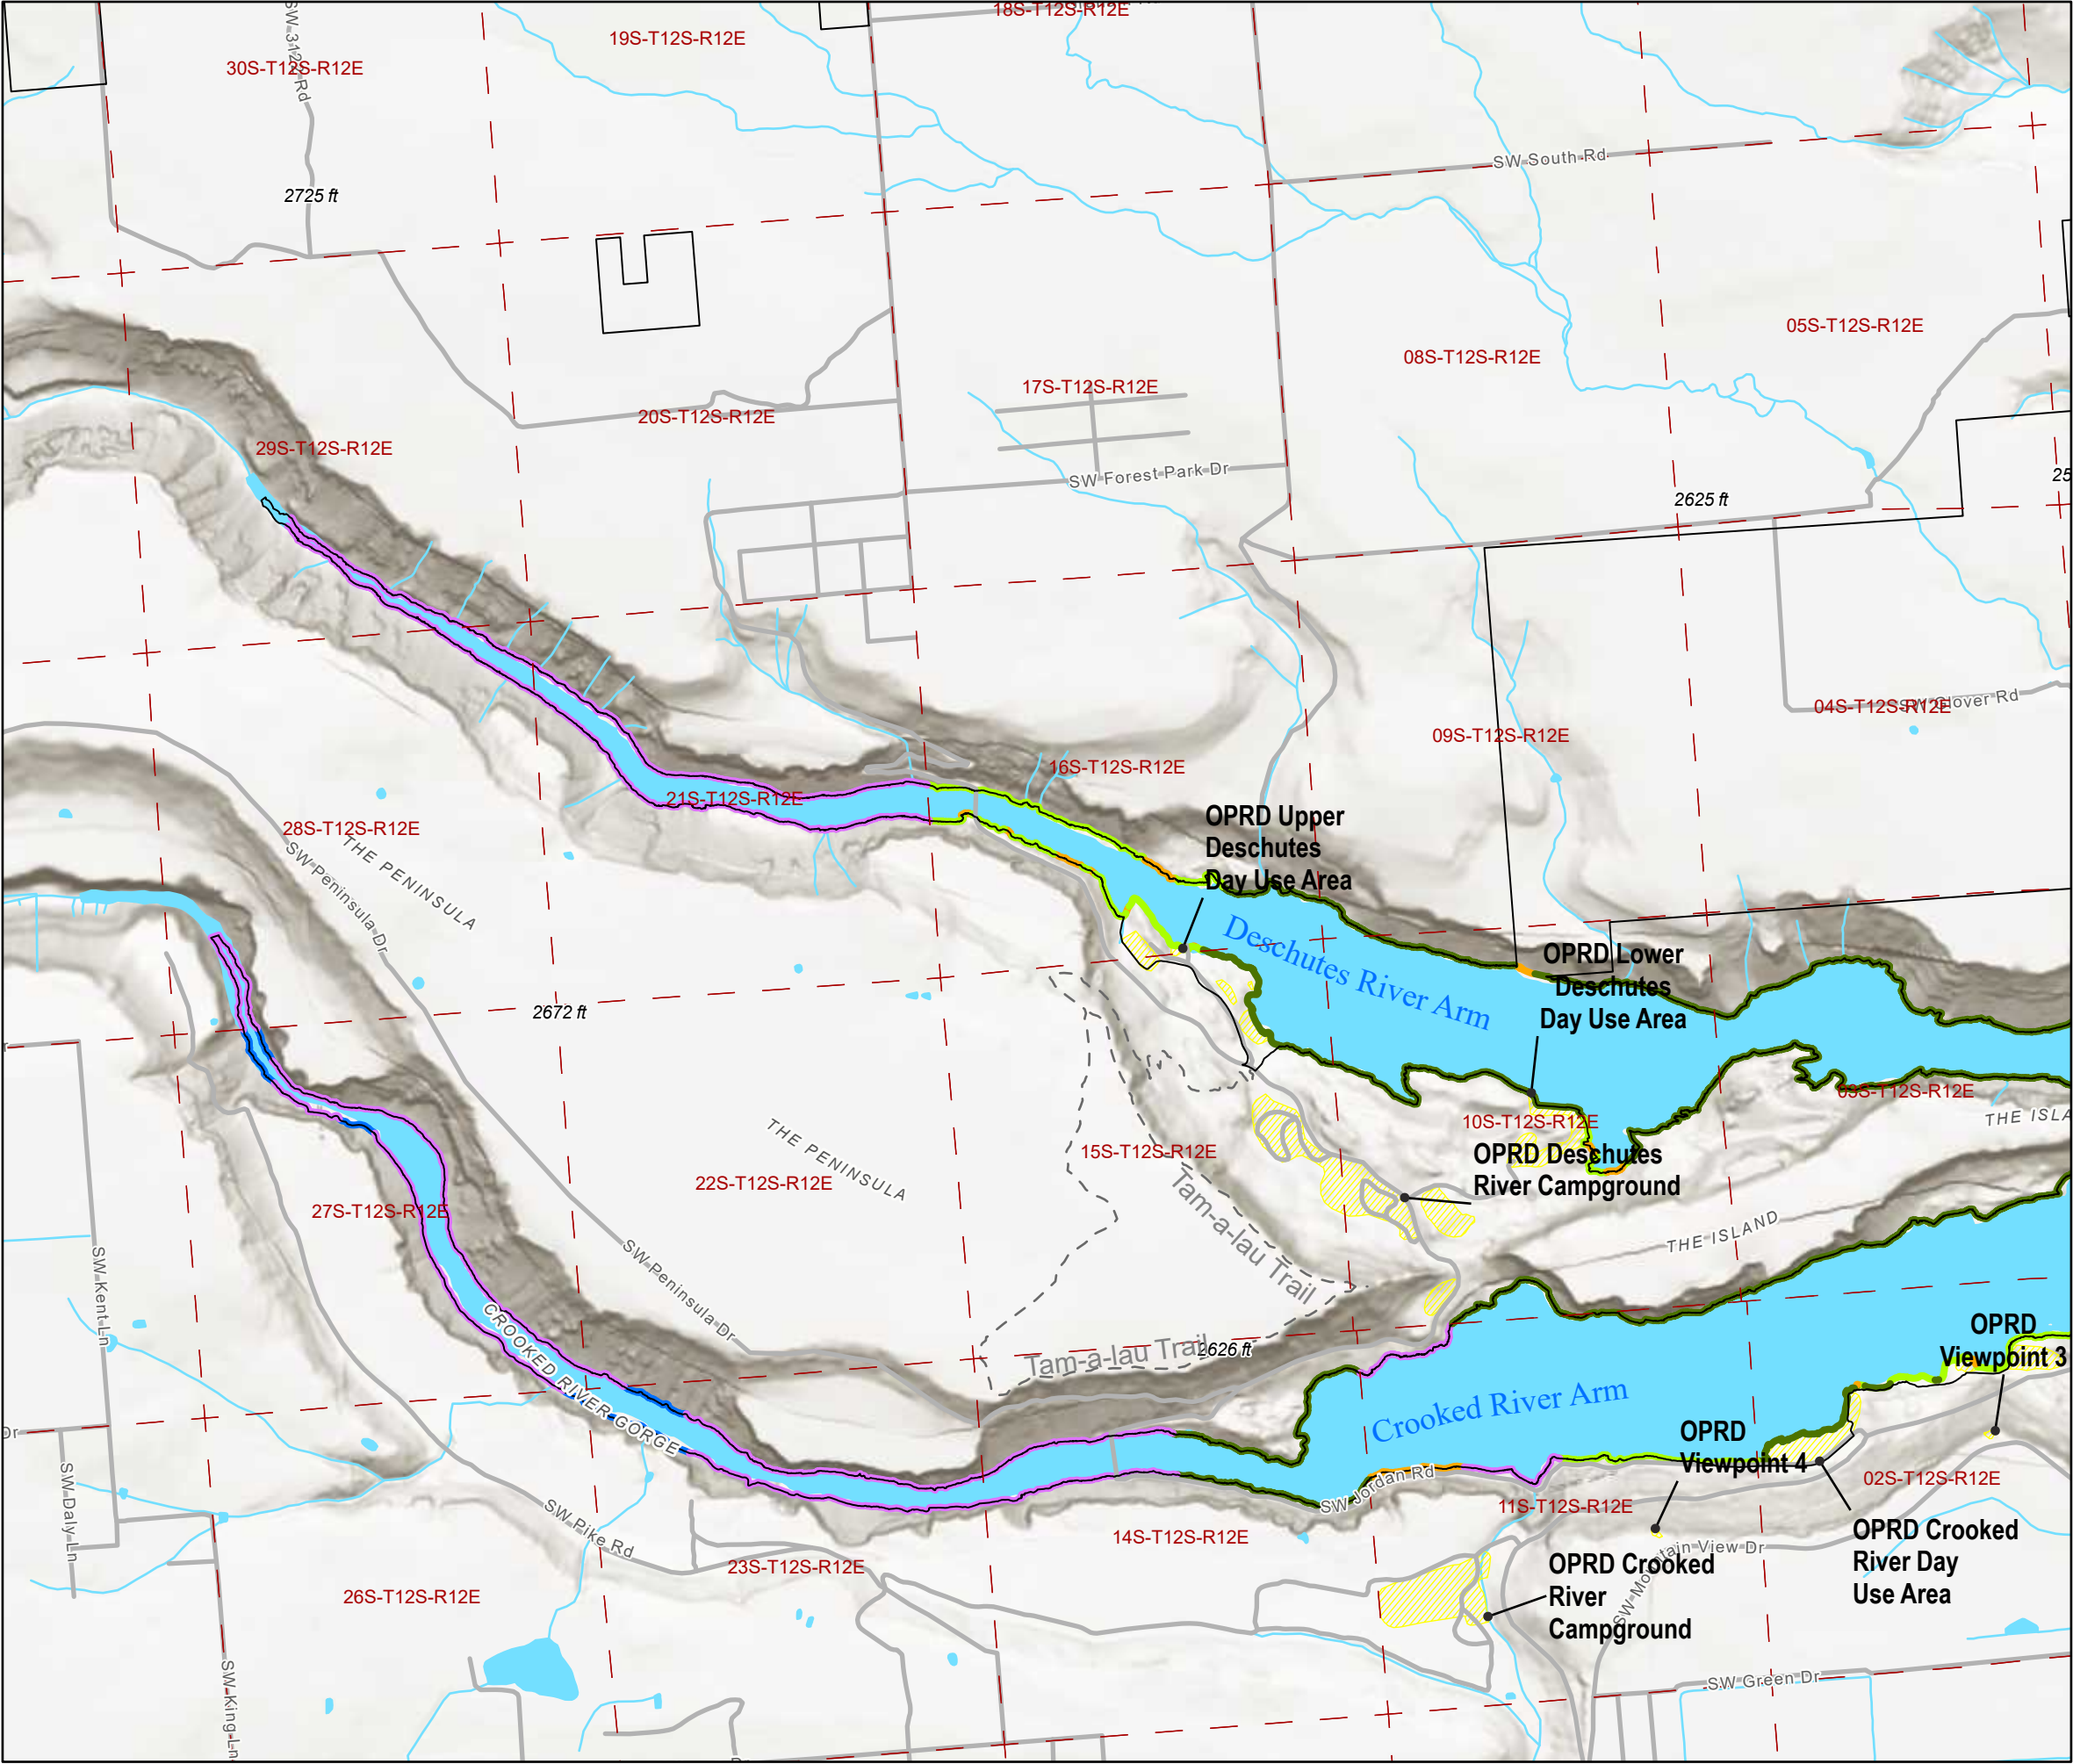 18S-T12S-R12E
19S-T12S-R12E
30S-T12S-R12E
SW 3122 Rd
SW South Rd
2725 ft
05S-T12S-R12E
08S-T12S-R12E
17S-T12S-R12E
20S-T12S-R12E
29S-T12S-R12E
SW Forest Park Dr
25
2625 ft
04S-T12S-R12E
SW Glover Rd
09S-T12S-R12E
16S-T12S-R12E
21S-T12S-R12E
28S-T12S-R12E
THE PENINSULA
SW Peninsula Dr
OPRD Upper
Deschutes
Day Use Area
Deschutes River Arm
OPRD Lower
Deschutes
Day Use Area
2672 ft
03S-T12S-R12E
THE ISLA
10S-T12S-R12E
15S-T12S-R12E
THE PENINSULA
22S-T12S-R12E
OPRD Deschutes
River Campground
27S-T12S-R12E
Tam-a-lau Trail
THE ISLAND
SW Kent Ln
SW Peninsula Dr
CROOKED RIVER GORGE
Tam-a-lau Trail
2626 ft
OPRD
Viewpoint 3
Crooked River Arm
OPRD
Viewpoint 4
Dr
SW Daly Ln
SW Jordan Rd
02S-T12S-R12E
11S-T12S-R12E
SW Pike Rd
14S-T12S-R12E
23S-T12S-R12E
26S-T12S-R12E
SW Mountain View Dr
OPRD Crooked
River Day
Use Area
OPRD Crooked
River
Campground
SW King Ln
SW Green Dr